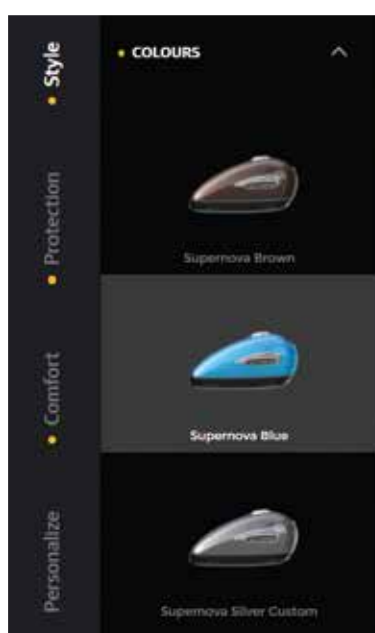 Style
Protection
Comfort
Personalize
COLOURS
Supernova Brown
Supernova Blue
Supernova Silver Custom